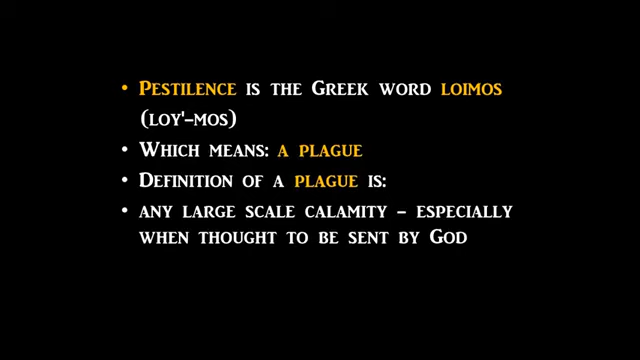 • Pestilence is the Greek word loimos
(loy'-mos)
• Which means: a plague
• Definition of a plague is:
• any large scale calamity – especially
when thought to be sent by God